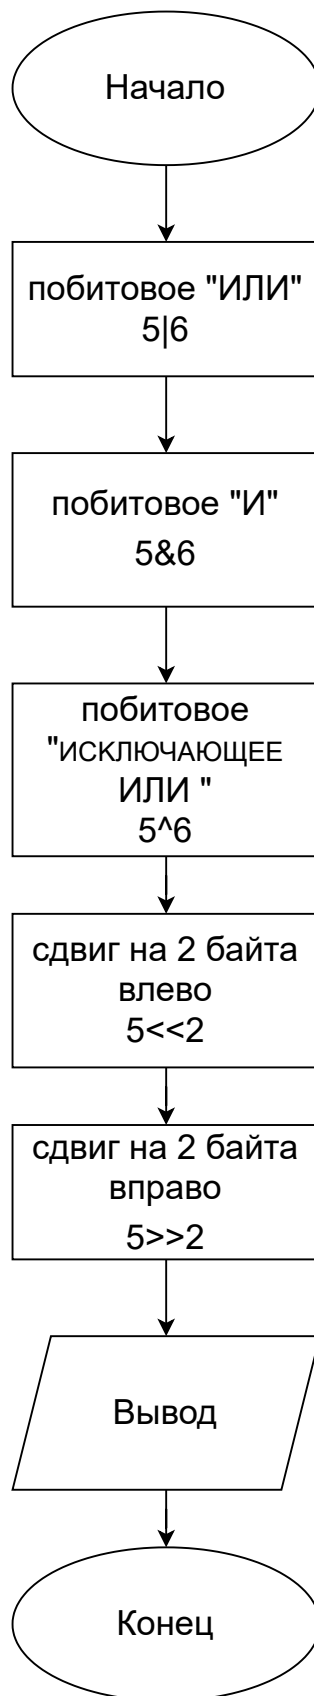 Начало
побитовое "ИЛИ"
5|6
побитовое "И"
5&6
побитовое
"ИСКЛЮЧАЮЩЕЕ
ИЛИ "
5^6
сдвиг на 2 байта
влево
5<<2
сдвиг на 2 байта
вправо
5>>2
Вывод
Конец